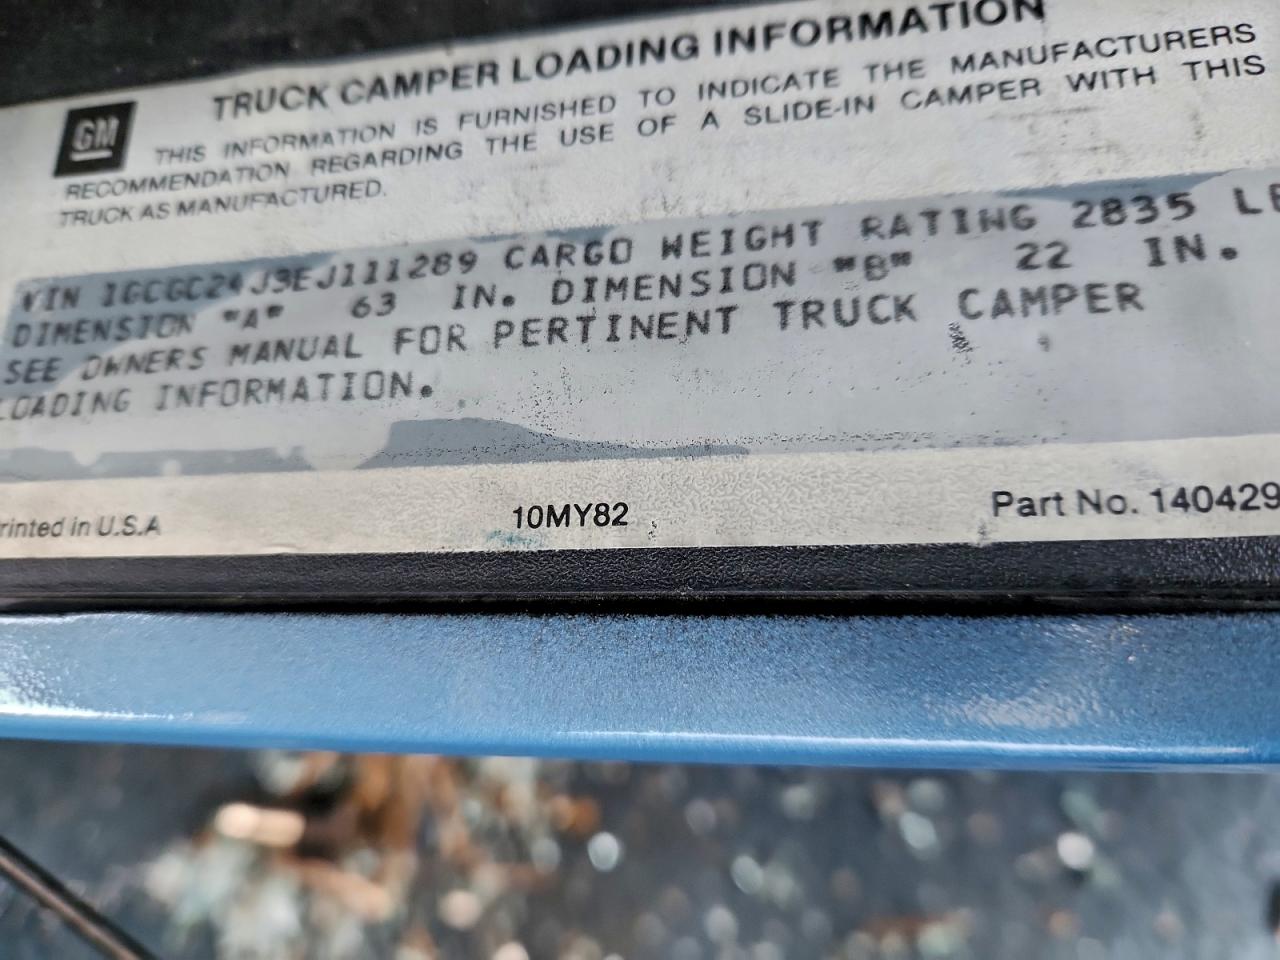 GM
TRUCK CAMPER LOADING INFORMATION
THIS INFORMATION IS FURNISHED TO INDICATE THE MANUFACTURERS
RECOMMENDATION REGARDING THE USE OF A SLIDE-IN CAMPER WITH THIS
TRUCK AS MANUFACTURED.
VIN 1GCGC24J3EJ111289 CARGO WEIGHT RATING 2835 LB
DIMENSION "A" 63 IN. DIMENSION "B" 22 IN.
SEE OWNERS MANUAL FOR PERTINENT TRUCK CAMPER
LOADING INFORMATION.
rinted in U.S.A 10MY82 Part No. 140429